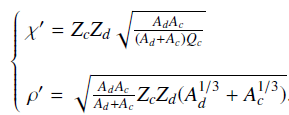 χ′ = Z_c Z_d √(A_d A_c / ((A_d + A_c) Q_c))
ρ′ = √(A_d A_c / (A_d + A_c) Z_c Z_d (A_d^{1/3} + A_c^{1/3})).